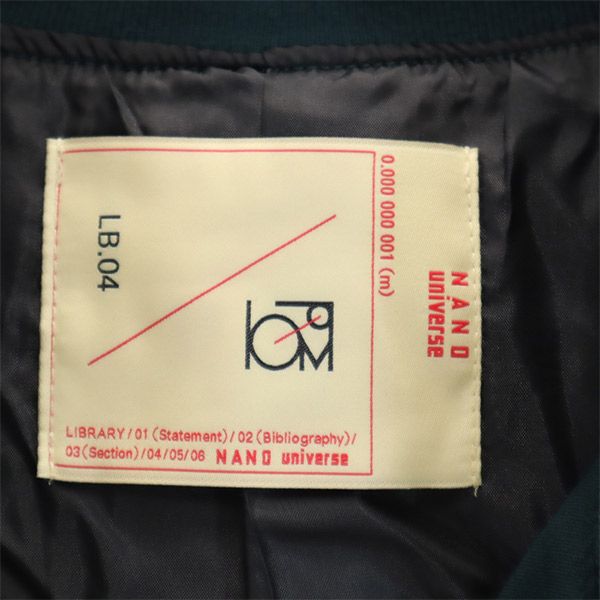 NANO
universe
0.000 000 001 (m)
LB.04
LIBRARY/01 (Statement)/02 (Bibliography)/
03 (Section)/04/05/06 NANO universe